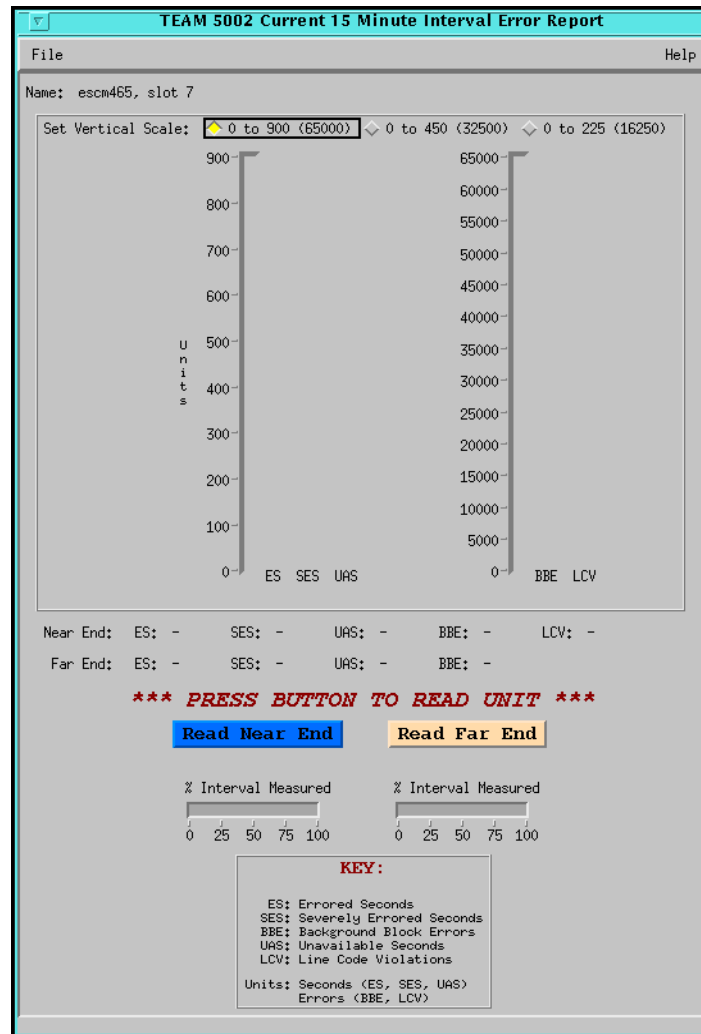 TEAM 5002 Current 15 Minute Interval Error Report
File Help
Name: escm465, slot 7
Set Vertical Scale: 0 to 900 (65000) 0 to 450 (32500) 0 to 225 (16250)
900 65000
800 60000
55000
700 50000
600 45000
40000
Units
500 35000
400 30000
25000
300 20000
200 15000
10000
100 5000
0 ES SES UAS 0 BBE LCV
Near End: ES: - SES: - UAS: - BBE: - LCV: -
Far End: ES: - SES: - UAS: - BBE: -
*** PRESS BUTTON TO READ UNIT ***
Read Near End Read Far End
% Interval Measured % Interval Measured
0 25 50 75 100 0 25 50 75 100
KEY:
ES: Errored Seconds
SES: Severely Errored Seconds
BBE: Background Block Errors
UAS: Unavailable Seconds
LCV: Line Code Violations
Units: Seconds (ES, SES, UAS)
Errors (BBE, LCV)